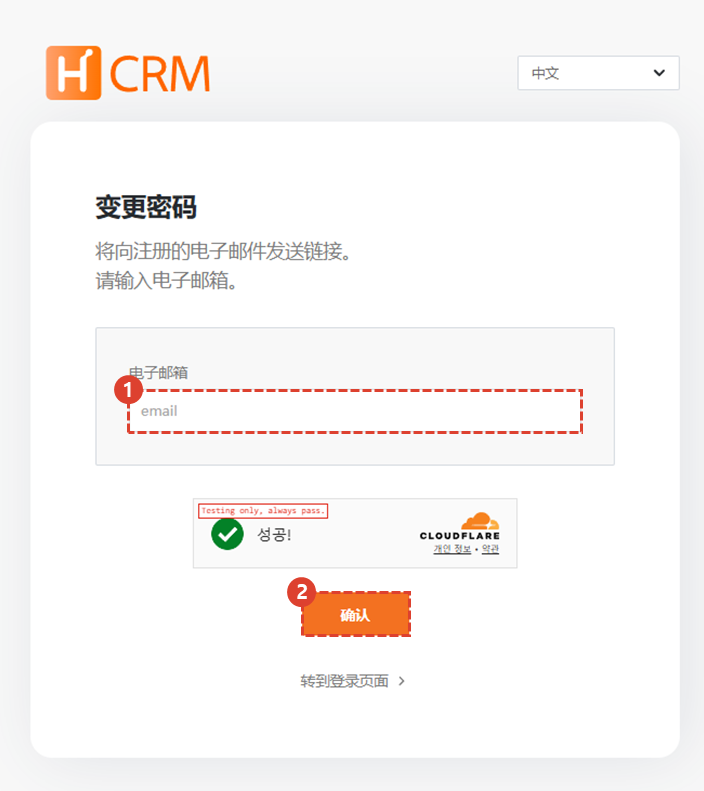 H CRM
中文
变更密码
将向注册的电子邮件发送链接。
请输入电子邮箱。
电子邮箱
1
email
Testing only, always pass.
성공!
CLOUDFLARE
개인 정보 • 약관
2
确认
转到登录页面 >